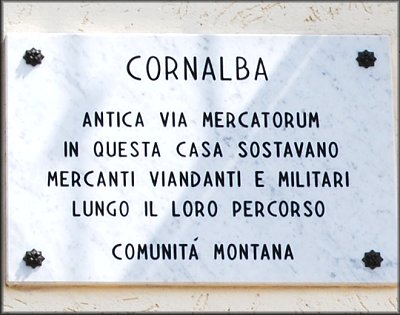 CORNALBA
ANTICA VIA MERCATORUM
IN QUESTA CASA SOSTAVANO
MERCANTI VIANDANTI E MILITARI
LUNGO IL LORO PERCORSO
COMUNITÁ MONTANA